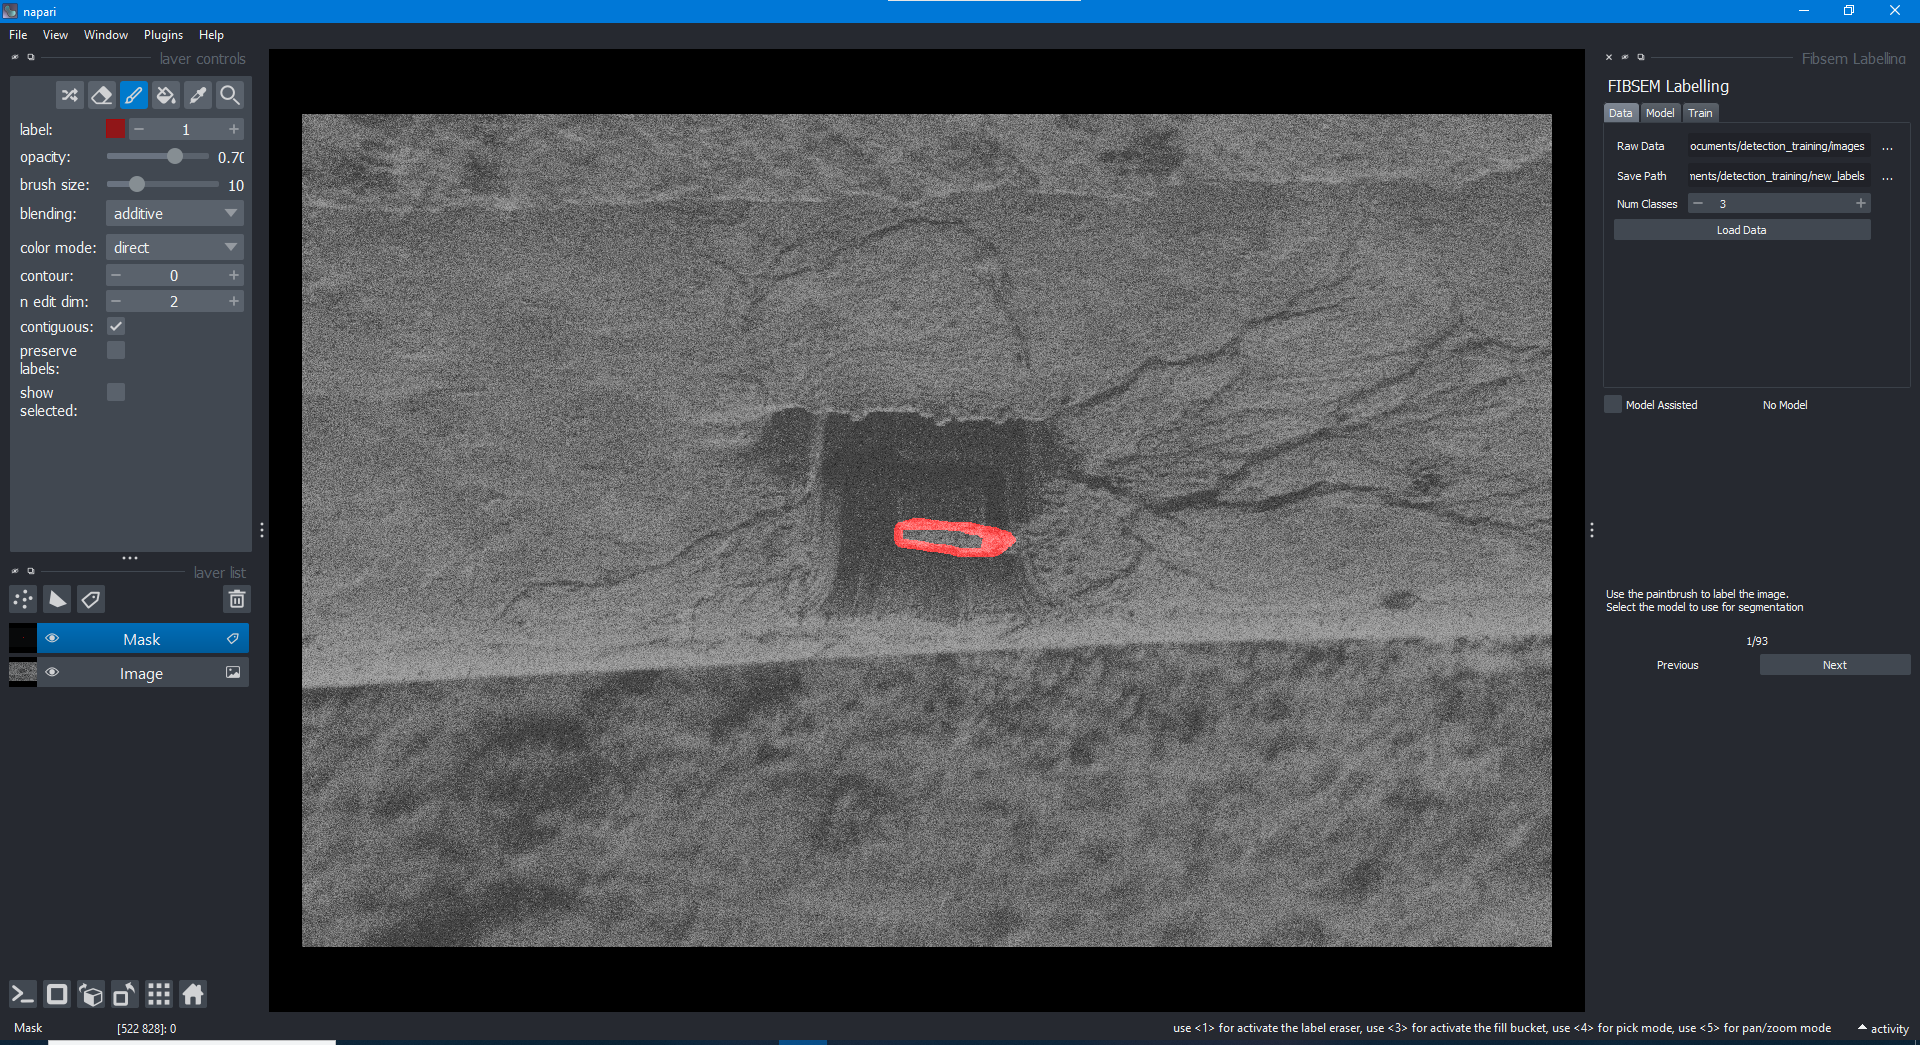 napari
File View Window Plugins Help
layer controls
label: 1
opacity: 0.70
brush size: 10
blending: additive
color mode: direct
contour: 0
n edit dim: 2
contiguous:
preserve
labels:
show
selected:
layer list
Mask
Image
Mask [522 828]: 0
Fibsem Labelling
FIBSEM Labelling
Data Model Train
Raw Data ocuments/detection_training/images ...
Save Path ments/detection_training/new_labels ...
Num Classes 3
Load Data
Model Assisted No Model
Use the paintbrush to label the image.
Select the model to use for segmentation
1/93
Previous Next
use <1> for activate the label eraser, use <3> for activate the fill bucket, use <4> for pick mode, use <5> for pan/zoom mode activity